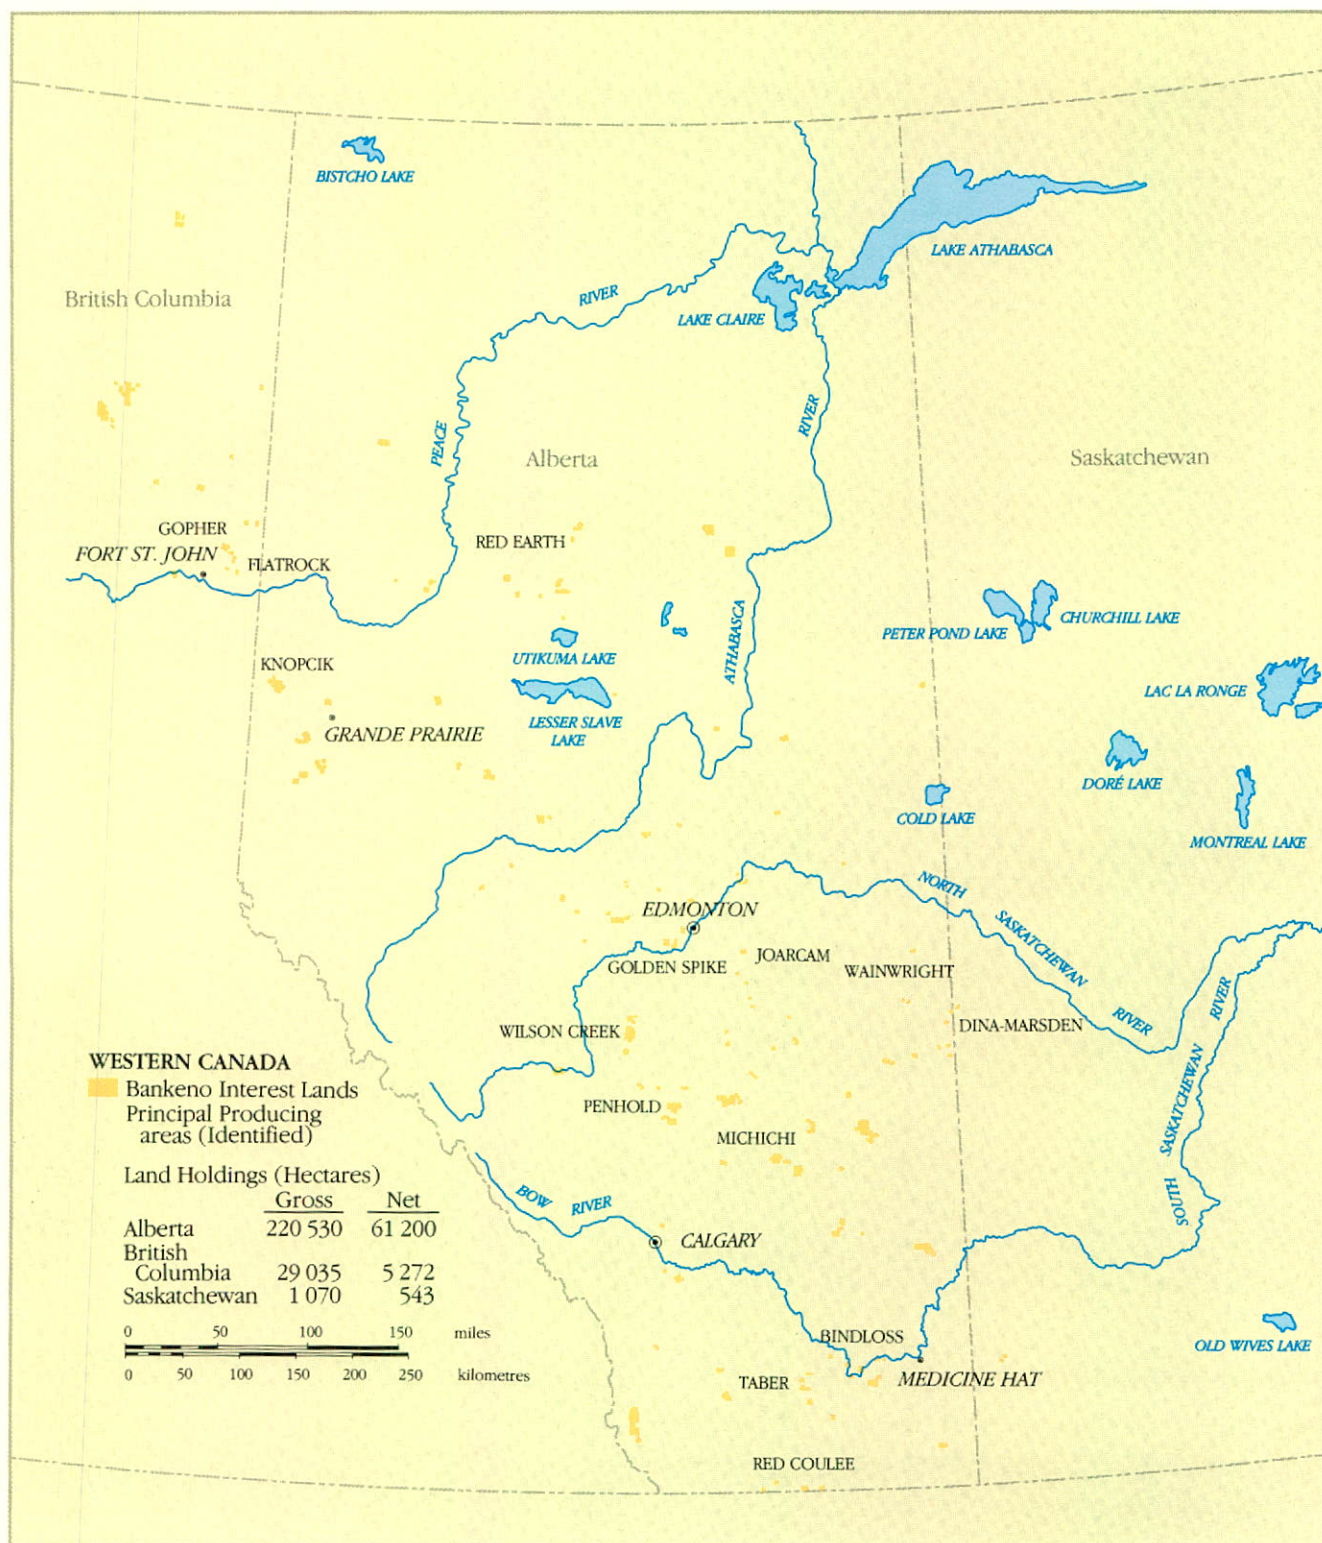 BISTCHO LAKE
LAKE ATHABASCA
British Columbia
RIVER
LAKE CLAIRE
PEACE
RIVER
Alberta
Saskatchewan
GOPHER
RED EARTH
FORT ST. JOHN
FLATROCK
ATHABASCA
PETER POND LAKE
CHURCHILL LAKE
UTIKUMA LAKE
KNOPCIK
LAC LA RONGE
LESSER SLAVE
LAKE
GRANDE PRAIRIE
DORÉ LAKE
COLD LAKE
MONTREAL LAKE
NORTH
SASKATCHEWAN
RIVER
EDMONTON
JOARCAM
GOLDEN SPIKE
WAINWRIGHT
RIVER
SASKATCHEWAN
SOUTH
DINA-MARSDEN
WILSON CREEK
PENHOLD
MICHICHI
BOW RIVER
CALGARY
BINDLOSS
OLD WIVES LAKE
TABER
MEDICINE HAT
RED COULEE
WESTERN CANADA
Bankeno Interest Lands
Principal Producing
areas (Identified)
Land Holdings (Hectares)
Gross Net
Alberta 220 530 61 200
British
Columbia 29 035 5 272
Saskatchewan 1 070 543
0 50 100 150 miles
0 50 100 150 200 250 kilometres